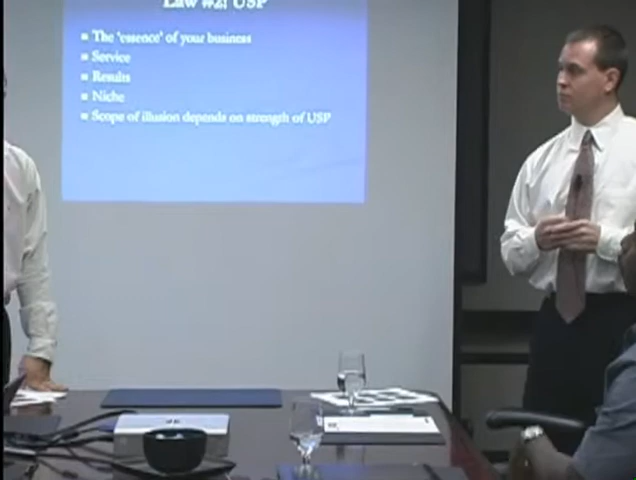 Law #2: USP
The 'essence' of your business
Service
Results
Niche
Scope of illusion depends on strength of USP